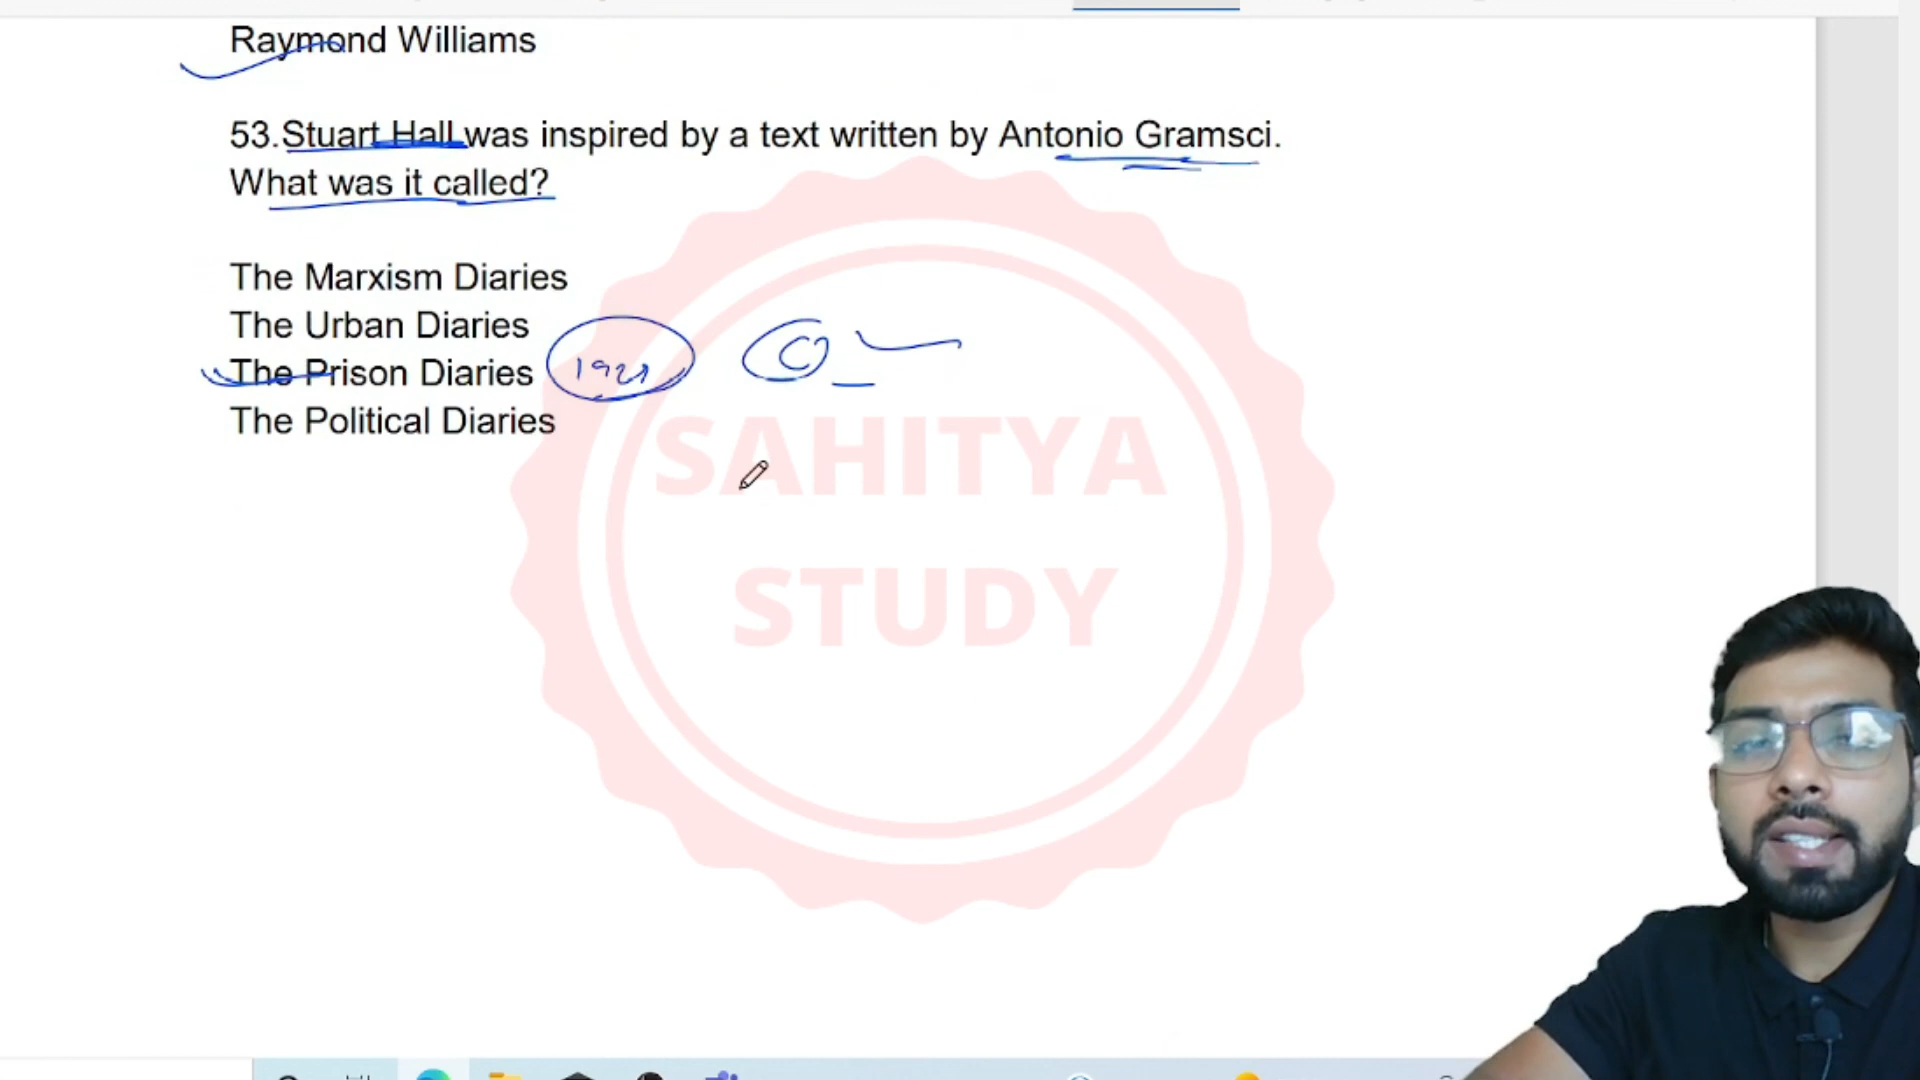 Raymond Williams
53.Stuart Hall was inspired by a text written by Antonio Gramsci.
What was it called?
The Marxism Diaries
The Urban Diaries
The Prison Diaries
C
The Political Diaries
SAHITYA
STUDY